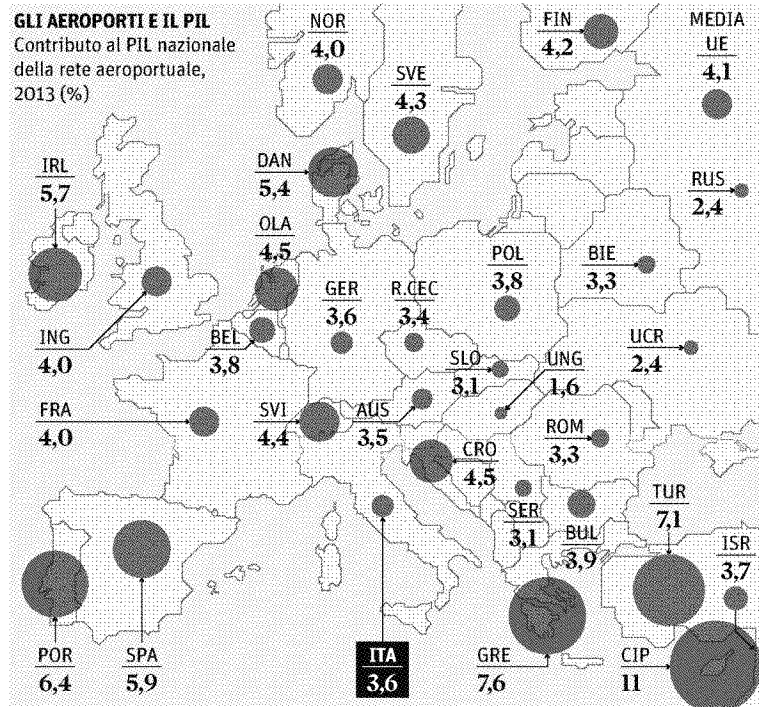 GLI AEROPORTI E IL PIL
Contributo al PIL nazionale
della rete aeroportuale,
2013 (%)
NOR
4,0
FIN
4,2
MEDIA
UE
4,1
SVE
4,3
IRL
5,7
DAN
5,4
RUS
2,4
OLA
4,5
POL
3,8
BIE
3,3
GER
3,6
R.CEC
3,4
ING
4,0
BEL
3,8
UCR
2,4
SLO
3,1
UNG
1,6
FRA
4,0
SVI
4,4
AUS
3,5
ROM
3,3
CRO
4,5
SER
3,1
BUL
3,9
TUR
7,1
ISR
3,7
POR
6,4
SPA
5,9
ITA
3,6
GRE
7,6
CIP
11